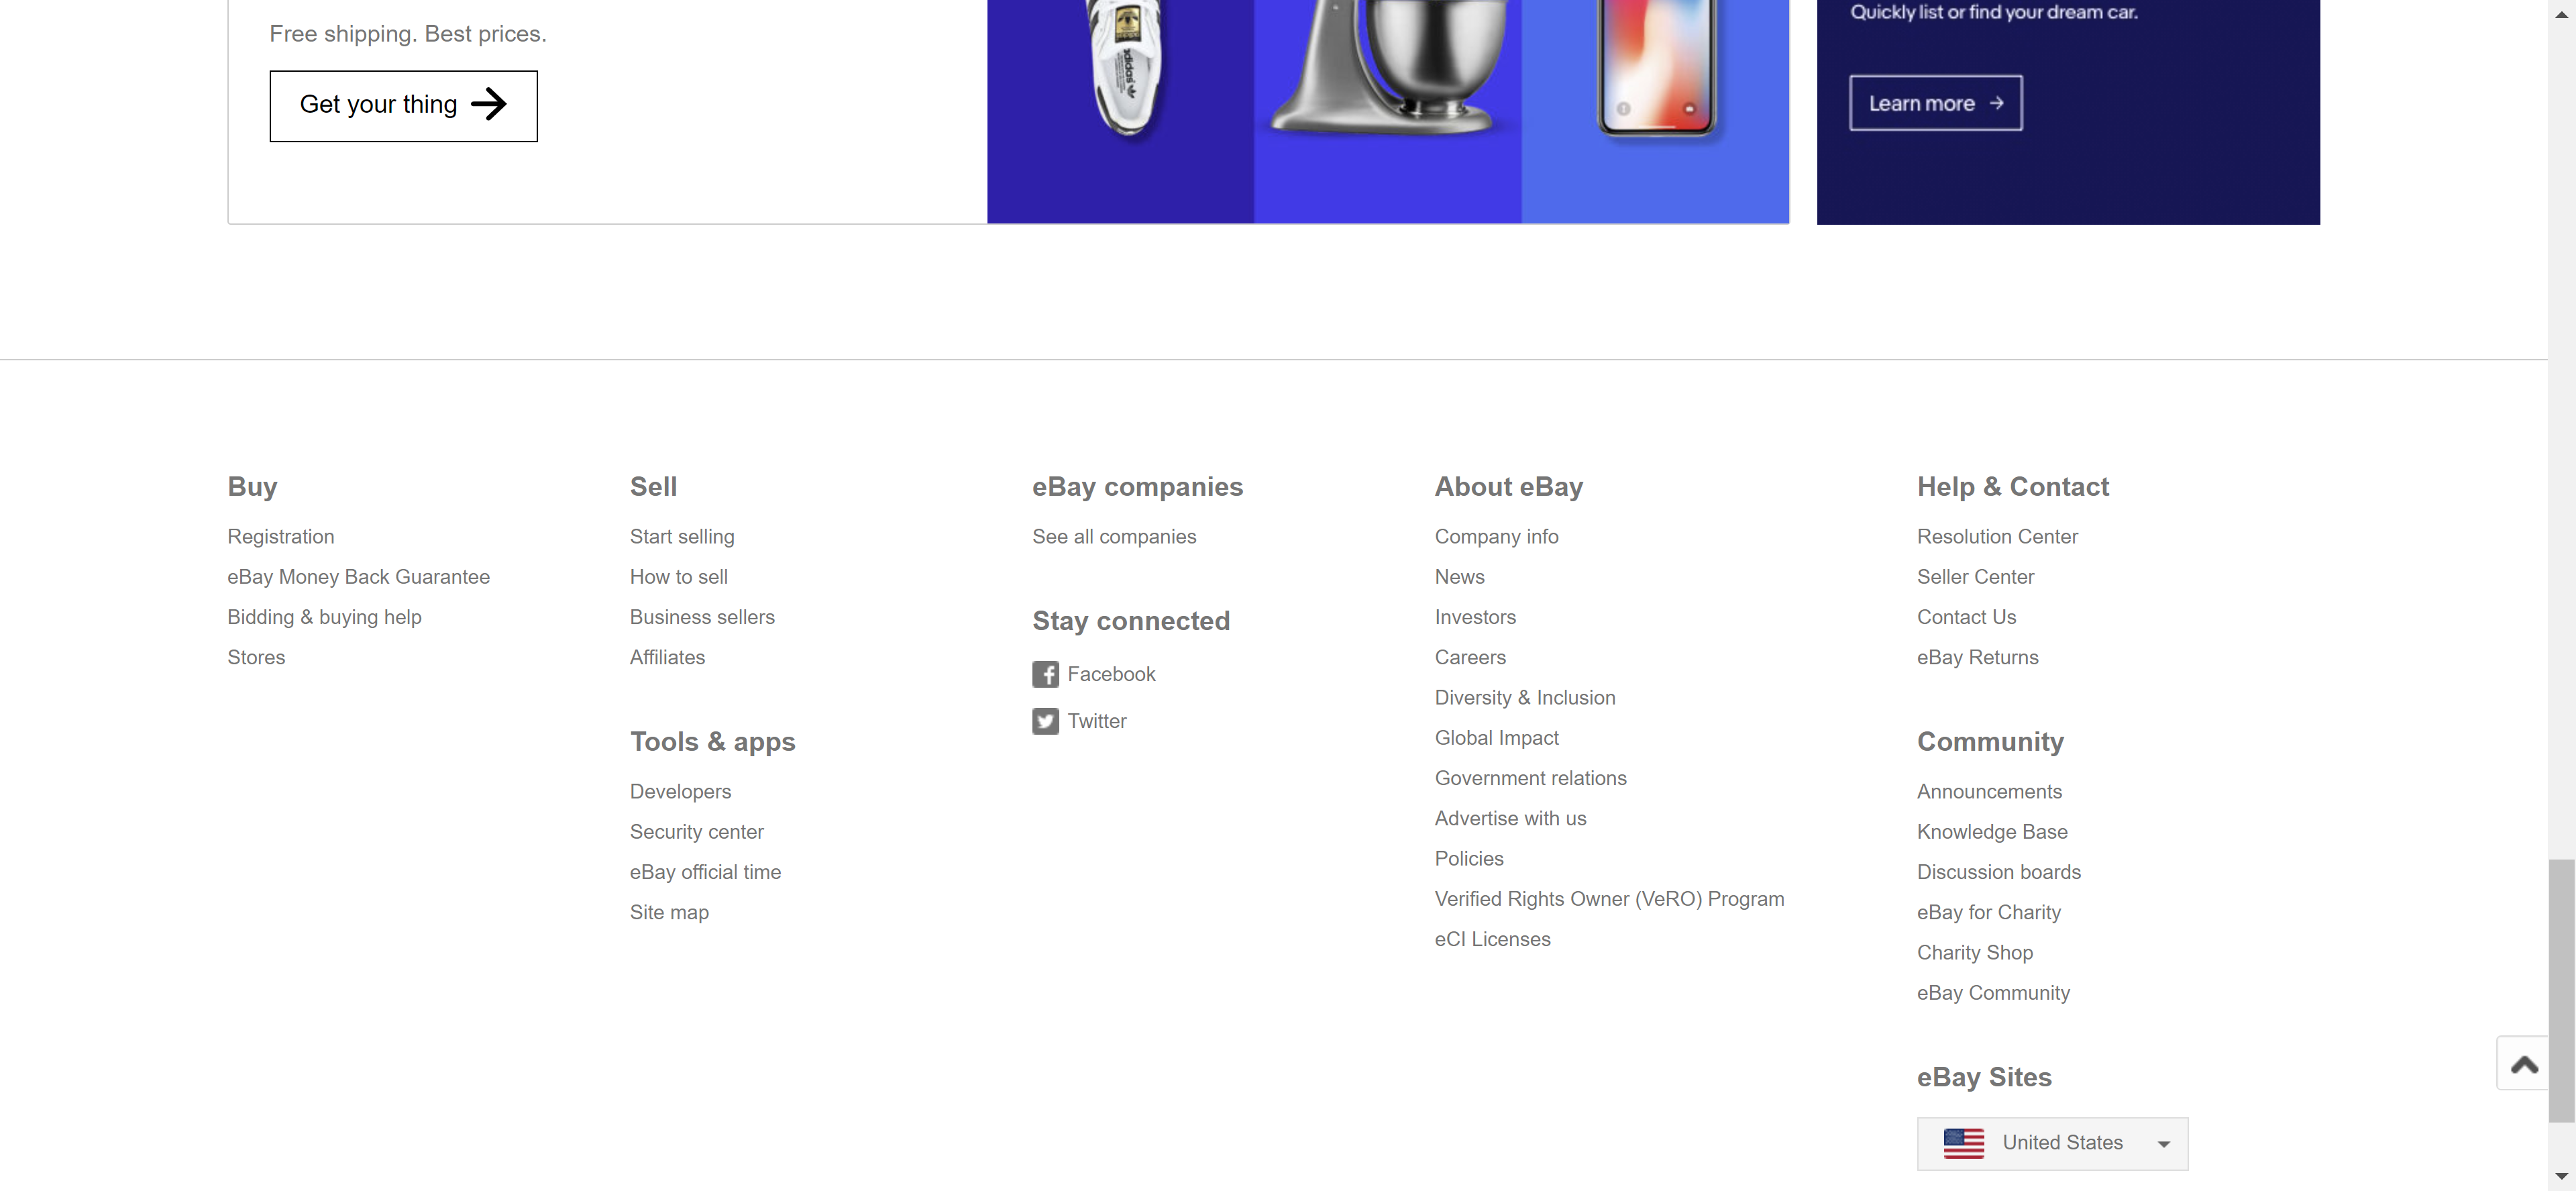 Free shipping. Best prices.
Get your thing
adidas
Quickly list or find your dream car.
Learn more
Buy
Registration
eBay Money Back Guarantee
Bidding & buying help
Stores
Sell
Start selling
How to sell
Business sellers
Affiliates
Tools & apps
Developers
Security center
eBay official time
Site map
eBay companies
See all companies
Stay connected
Facebook
Twitter
About eBay
Company info
News
Investors
Careers
Diversity & Inclusion
Global Impact
Government relations
Advertise with us
Policies
Verified Rights Owner (VeRO) Program
eCI Licenses
Help & Contact
Resolution Center
Seller Center
Contact Us
eBay Returns
Community
Announcements
Knowledge Base
Discussion boards
eBay for Charity
Charity Shop
eBay Community
eBay Sites
United States